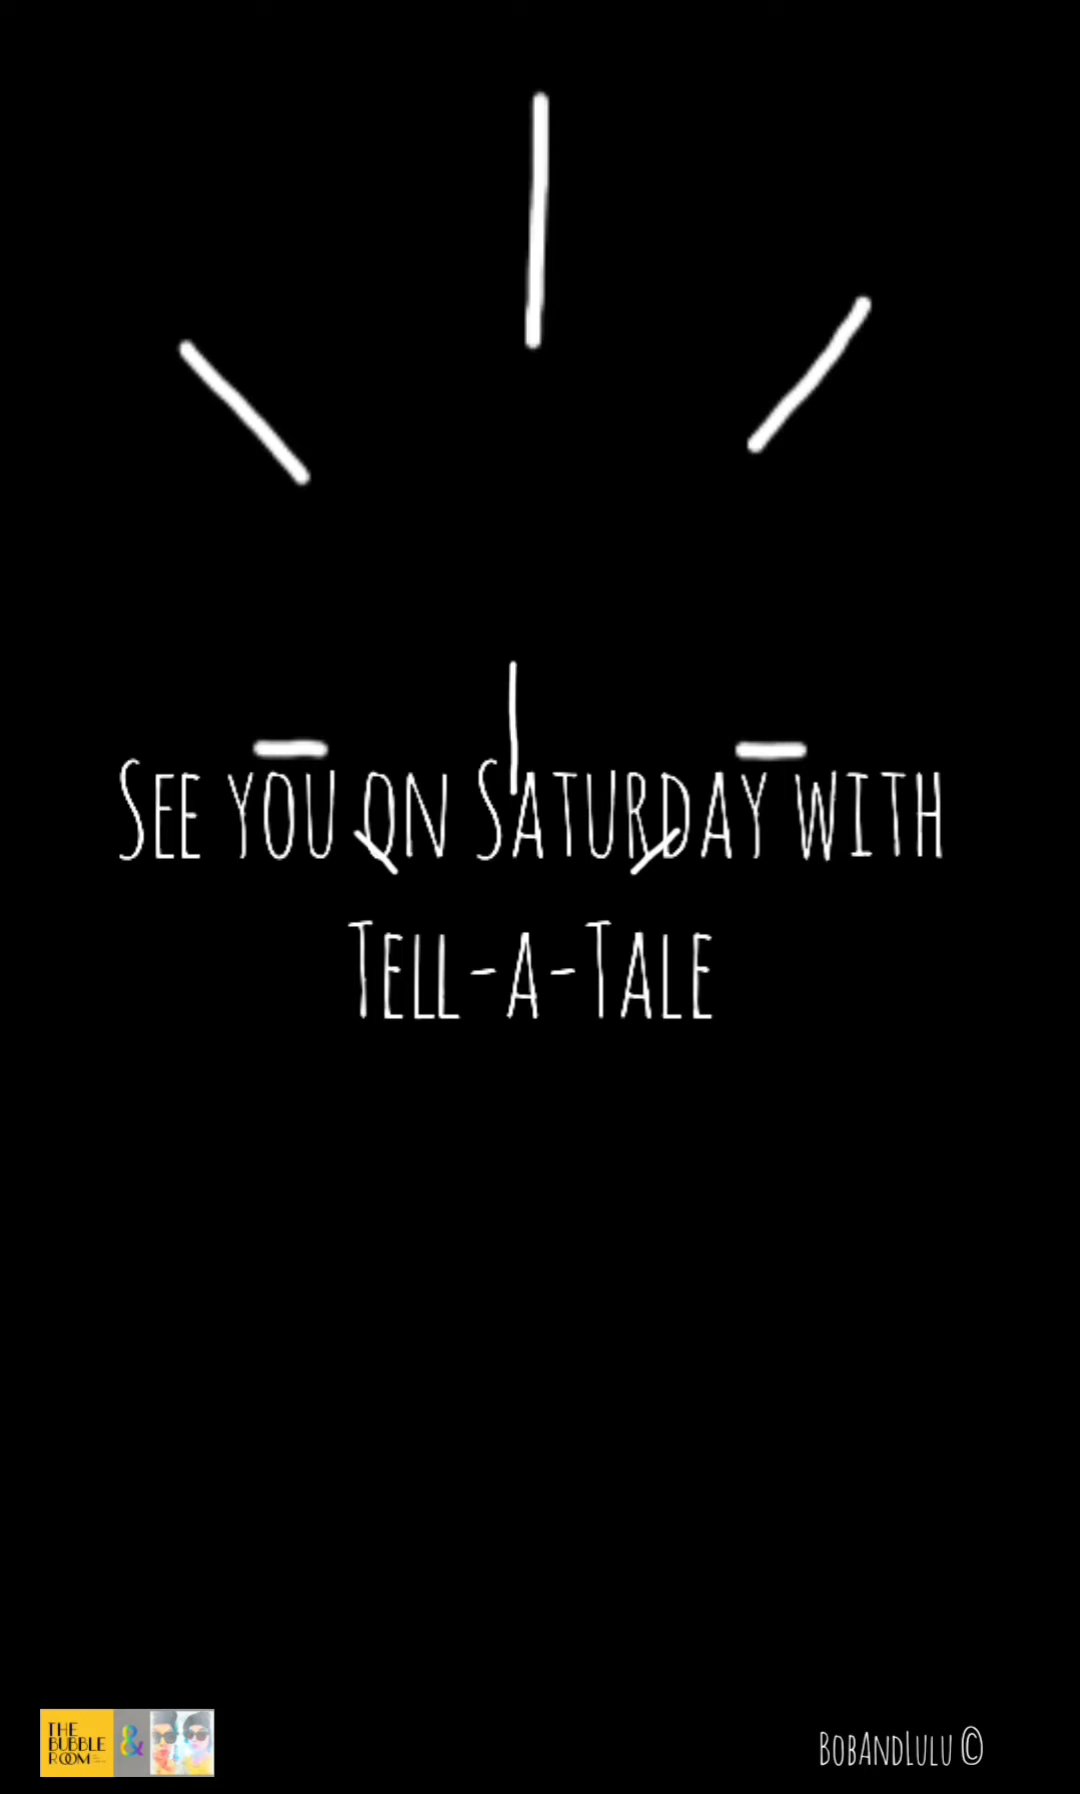 See you on Saturday with
Tell-a-Tale
THE
BUBBLE
ROOM
&
BobAndLulu ©